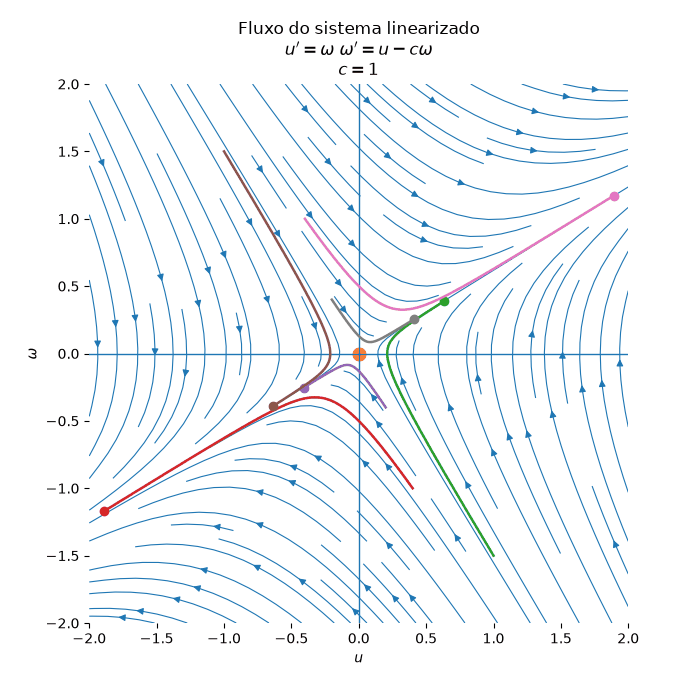 Fluxo do sistema linearizado
u′ = ω ω′ = u − cω
c = 1
2.0
1.5
1.0
0.5
0.0
−0.5
−1.0
−1.5
−2.0
ω
−2.0 −1.5 −1.0 −0.5 0.0 0.5 1.0 1.5 2.0
u